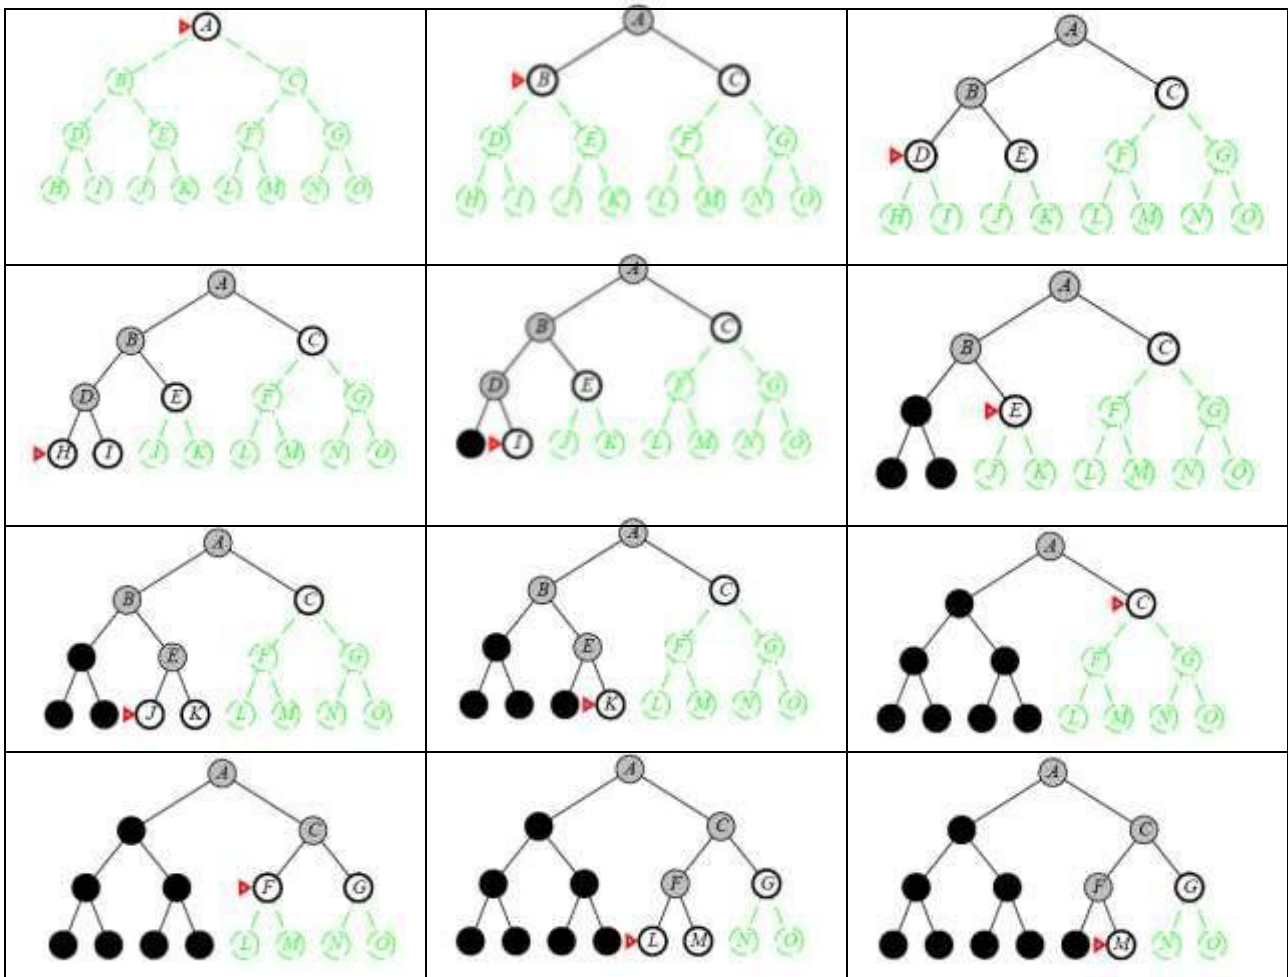 A
B C
D E F G
H I J K L M N O
A
B C
D E F G
H I J K L M N O
A
B C
D E F G
H I J K L M N O
A
B C
D E F G
H I J K L M N O
A
B C
D E F G
I J K L M N O
A
B C
E F G
J K L M N O
A
B C
E F G
J K L M N O
A
B C
E F G
K L M N O
A
C
F G
L M N O
A
C
F G
L M N O
A
C
F G
L M N O
A
C
F G
M N O